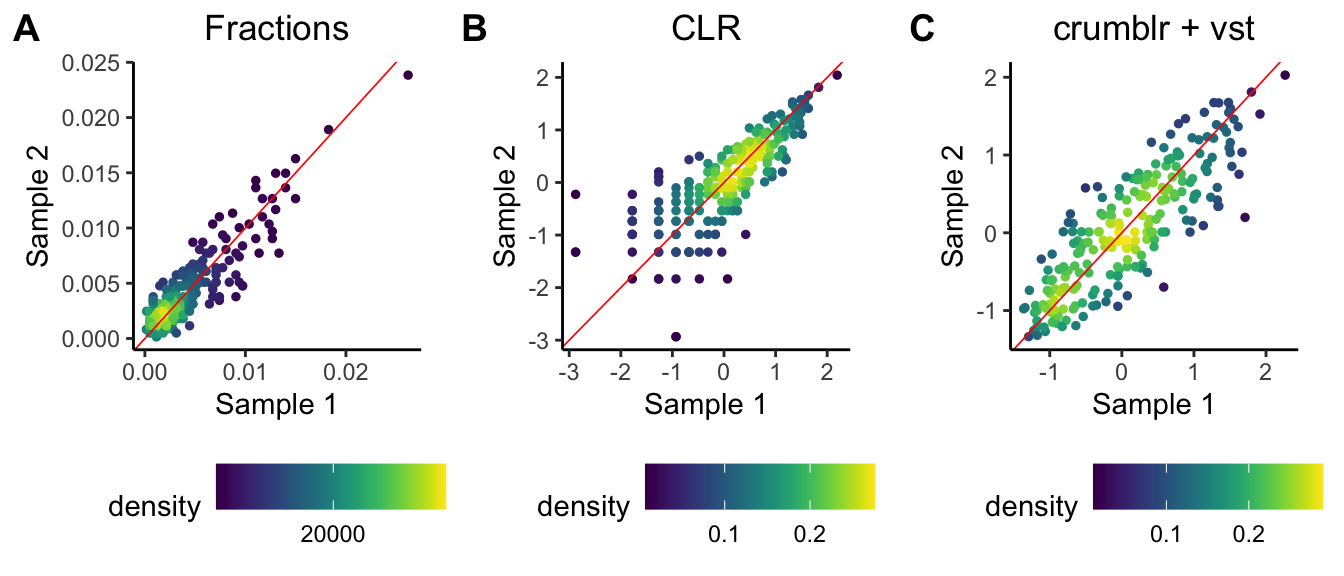 A
Fractions
0.025
0.020
0.015
0.010
0.005
0.000
Sample 2
0.00 0.01 0.02
Sample 1
density
20000
B
CLR
2
1
0
-1
-2
-3
Sample 2
-3 -2 -1 0 1 2
Sample 1
density
0.1 0.2
C
crumblr + vst
2
1
0
-1
Sample 2
-1 0 1 2
Sample 1
density
0.1 0.2